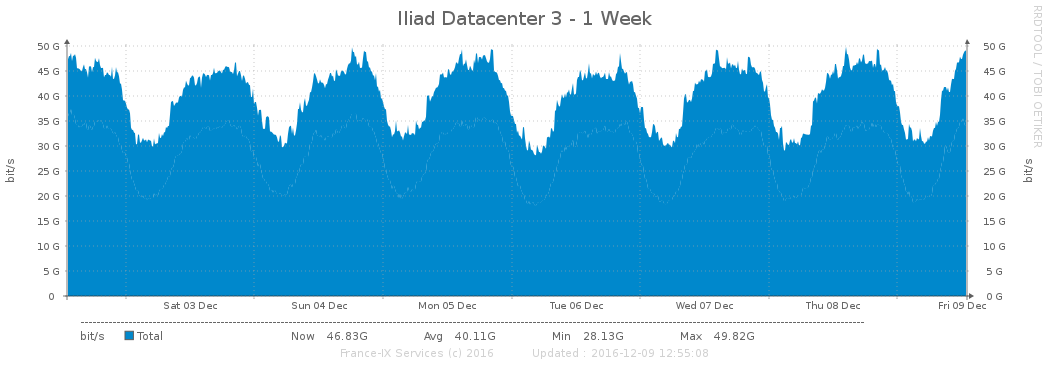 Iliad Datacenter 3 - 1 Week
RRDTOOL / TOBI OETIKER
50 G 50 G
45 G 45 G
40 G 40 G
35 G 35 G
30 G 30 G
25 G 25 G
20 G 20 G
15 G 15 G
10 G 10 G
5 G 5 G
0 0 G
bit/s bit/s
Sat 03 Dec Sun 04 Dec Mon 05 Dec Tue 06 Dec Wed 07 Dec Thu 08 Dec Fri 09 Dec
bit/s Total Now 46.83G Avg 40.11G Min 28.13G Max 49.82G
France-IX Services (c) 2016 Updated : 2016-12-09 12:55:08